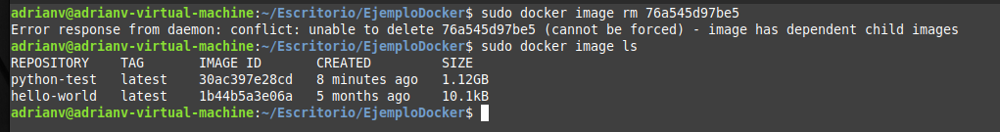 adrianv@adrianv-virtual-machine:~/Escritorio/EjemploDocker$ sudo docker image rm 76a545d97be5
Error response from daemon: conflict: unable to delete 76a545d97be5 (cannot be forced) - image has dependent child images
adrianv@adrianv-virtual-machine:~/Escritorio/EjemploDocker$ sudo docker image ls
REPOSITORY    TAG       IMAGE ID       CREATED         SIZE
python-test   latest    30ac397e28cd   8 minutes ago   1.12GB
hello-world   latest    1b44b5a3e06a   5 months ago    10.1kB
adrianv@adrianv-virtual-machine:~/Escritorio/EjemploDocker$